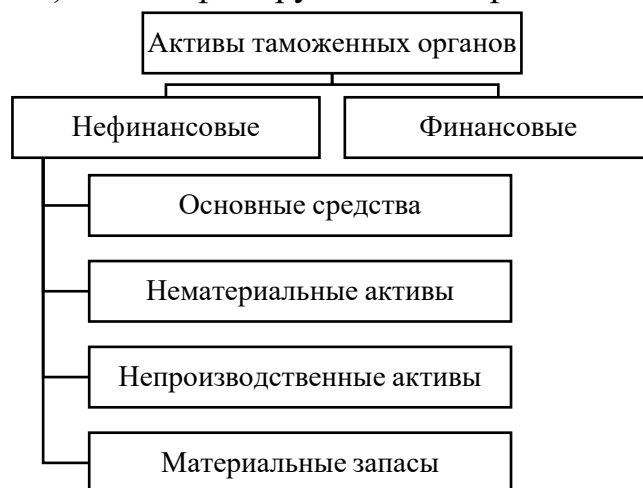 Активы таможенных органов
Нефинансовые
Финансовые
Основные средства
Нематериальные активы
Непроизводственные активы
Материальные запасы